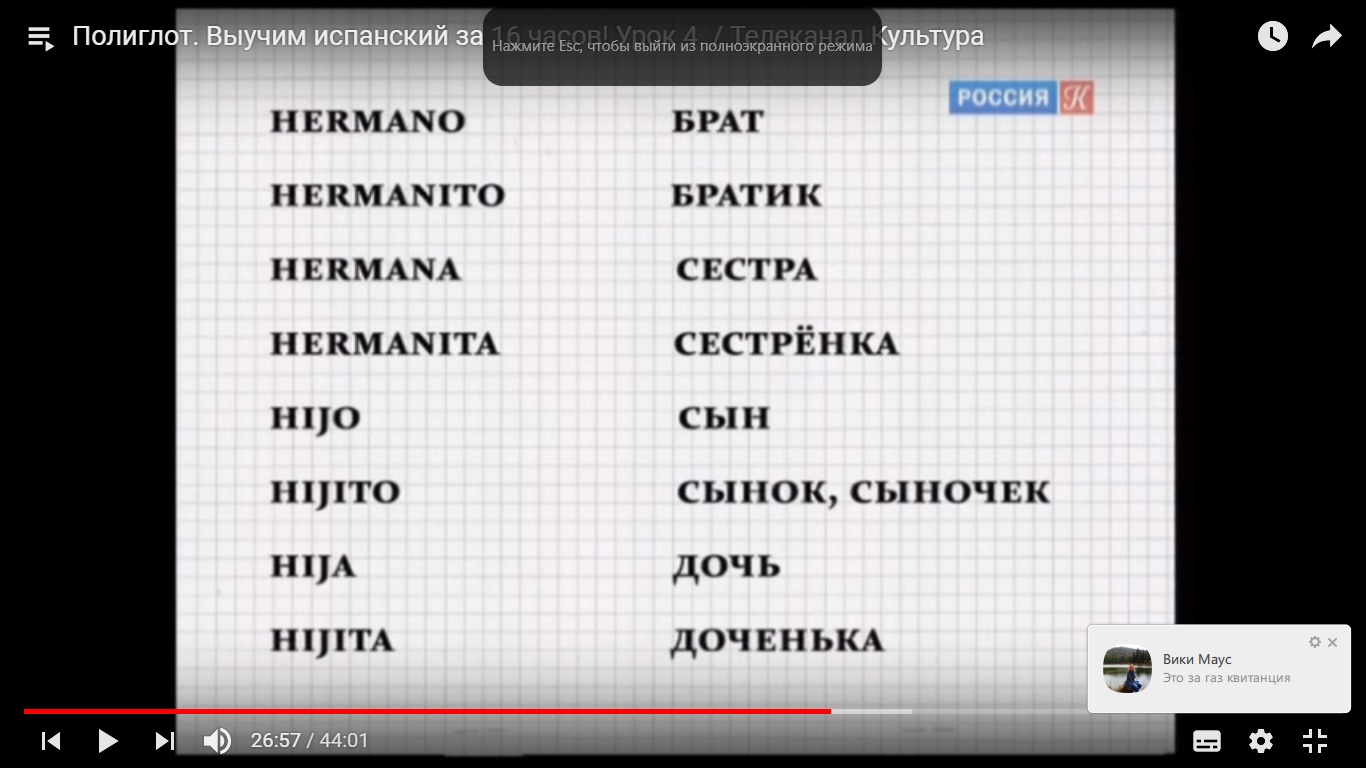 Полиглот. Выучим испанский за 16 часов! Урок 4. / Телеканал Культура
Нажмите Esc, чтобы выйти из полноэкранного режима
РОССИЯ К
HERMANO БРАТ
HERMANITO БРАТИК
HERMANA СЕСТРА
HERMANITA СЕСТРЁНКА
HIJO СЫН
HIJITO СЫНОК, СЫНОЧЕК
HIJA ДОЧЬ
HIJITA ДОЧЕНЬКА
Вики Маус
Это за газ квитанция
26:57 / 44:01